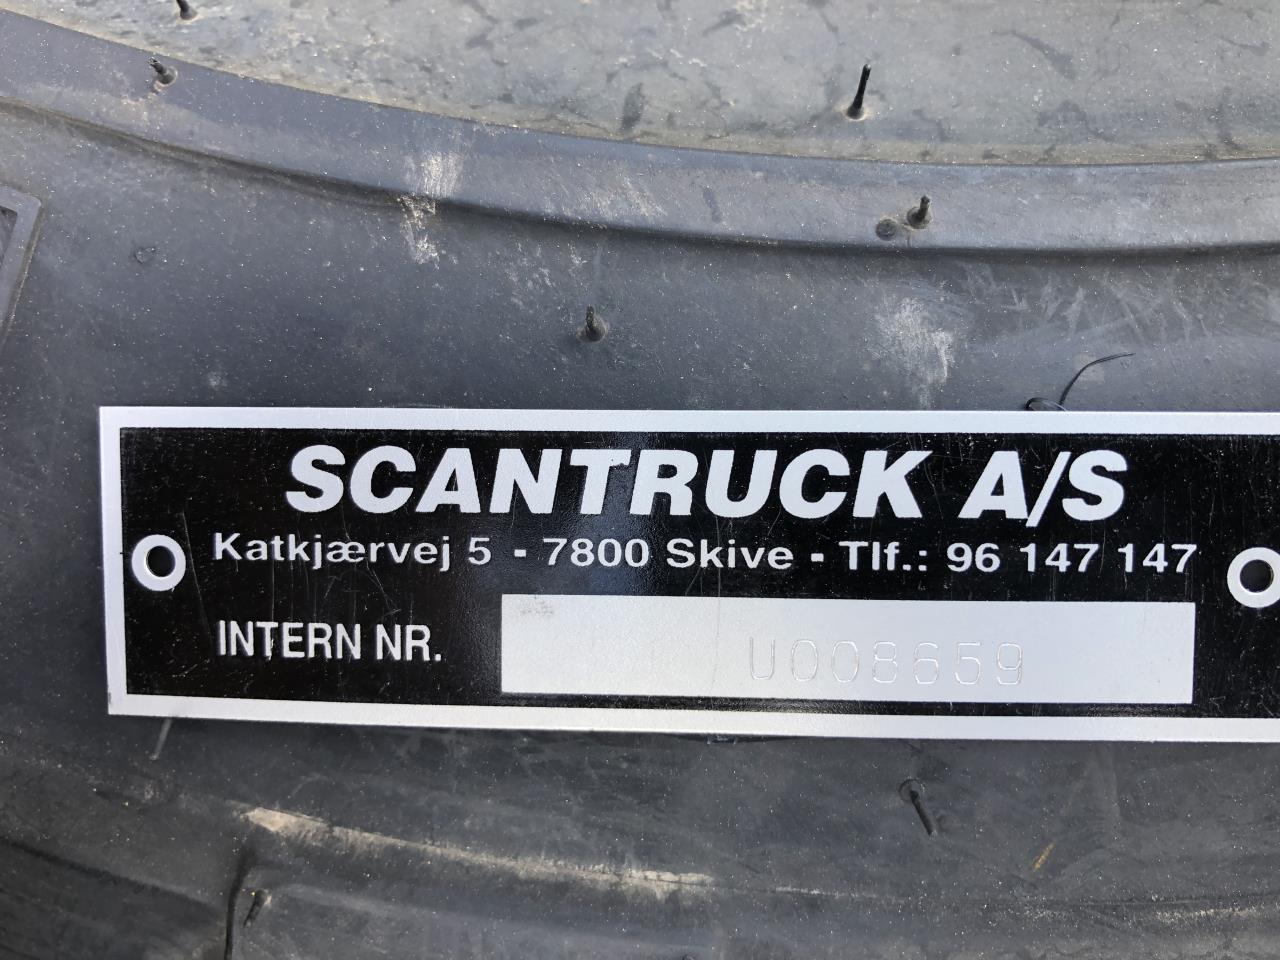 SCANTRUCK A/S
Katkjærvej 5 - 7800 Skive - Tlf.: 96 147 147
INTERN NR. U008659